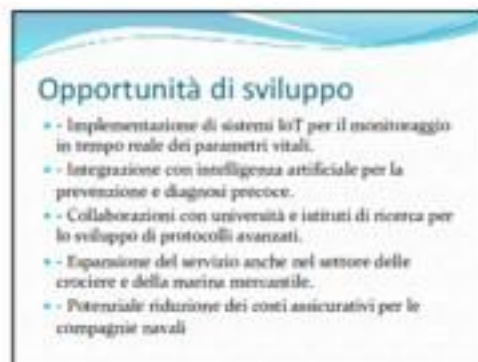 Opportunità di sviluppo
• - Implementazione di sistemi IoT per il monitoraggio
in tempo reale dei parametri vitali.
• - Integrazione con intelligenza artificiale per la
prevenzione e diagnosi precoce.
• - Collaborazioni con università e istituti di ricerca per
lo sviluppo di protocolli avanzati.
• - Espansione del servizio anche nel settore delle
crociere e della marina mercantile.
• - Potenziale riduzione dei costi assicurativi per le
compagnie navali